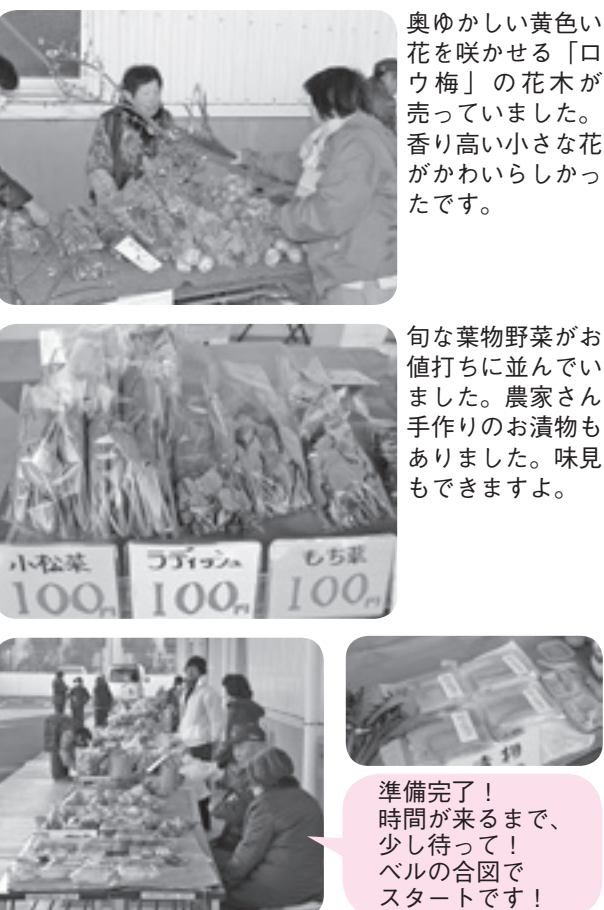 奥ゆかしい黄色い
花を咲かせる「ロ
ウ梅」の花木が
売っていました。
香り高い小さな花
がかわいらしかっ
たです。
旬な葉物野菜がお
値打ちに並んでい
ました。農家さん
手作りのお漬物も
ありました。味見
もできますよ。
小松菜
100円
ラディッシュ
100円
もち菜
100円
準備完了！
時間が来るまで、
少し待って！
ベルの合図で
スタートです！